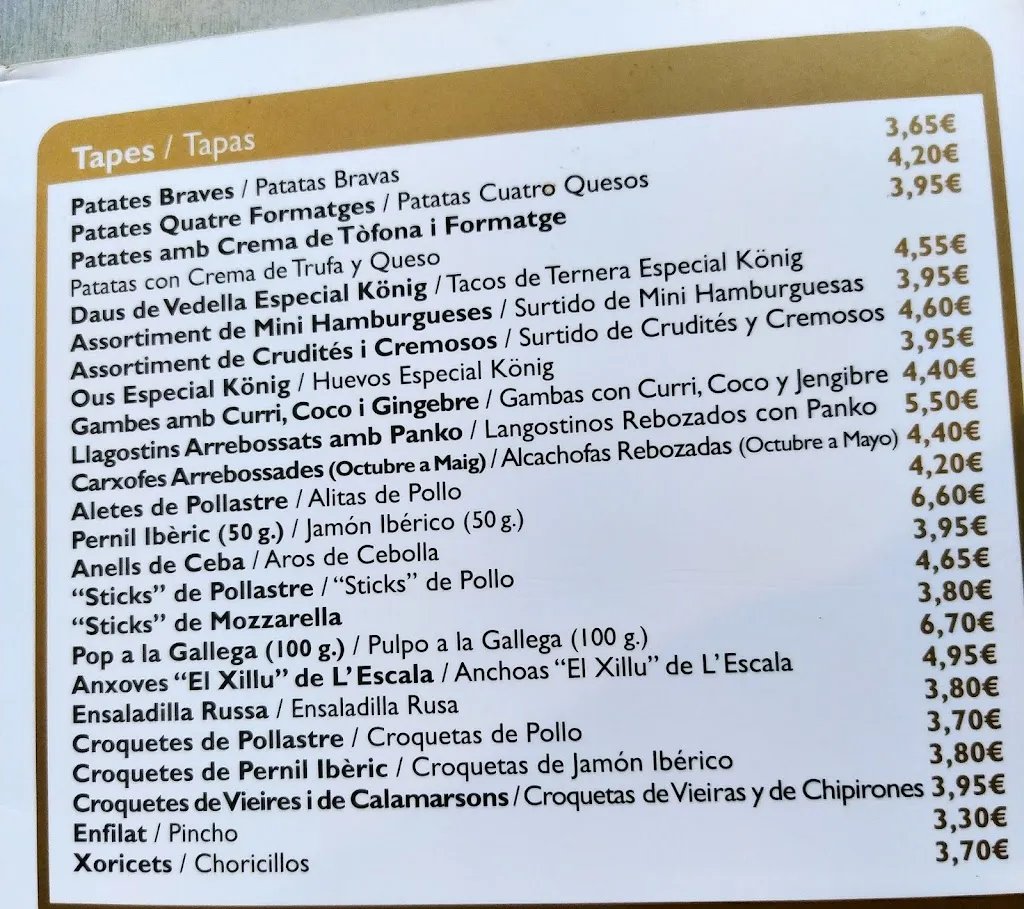 Tapes / Tapas
Patates Braves / Patatas Bravas 3,65€
Patates Quatre Formatges / Patatas Cuatro Quesos 4,20€
Patates amb Crema de Tòfona i Formatge 3,95€
Patatas con Crema de Trufa y Queso
Daus de Vedella Especial König / Tacos de Ternera Especial König 4,55€
Assortiment de Mini Hamburgueses / Surtido de Mini Hamburguesas 3,95€
Assortiment de Crudités i Cremosos / Surtido de Crudités y Cremosos 4,60€
Ous Especial König / Huevos Especial König 3,95€
Gambes amb Curri, Coco i Gingebre / Gambas con Curri, Coco y Jengibre 4,40€
Llagostins Arrebossats amb Panko / Langostinos Rebozados con Panko 5,50€
Carxofes Arrebossades (Octubre a Maig) / Alcachofas Rebozadas (Octubre a Mayo) 4,40€
Aletes de Pollastre / Alitas de Pollo 4,20€
Pernil Ibèric (50 g.) / Jamón Ibérico (50 g.) 6,60€
Anells de Ceba / Aros de Cebolla 3,95€
“Sticks” de Pollastre / “Sticks” de Pollo 4,65€
“Sticks” de Mozzarella 3,80€
Pop a la Gallega (100 g.) / Pulpo a la Gallega (100 g.) 6,70€
Anxoves “El Xillu” de L’Escala / Anchoas “El Xillu” de L’Escala 4,95€
Ensaladilla Russa / Ensaladilla Rusa 3,80€
Croquetes de Pollastre / Croquetas de Pollo 3,70€
Croquetes de Pernil Ibèric / Croquetas de Jamón Ibérico 3,80€
Croquetes de Vieires i de Calamarsons / Croquetas de Vieiras y de Chipirones 3,95€
Enfilat / Pincho 3,30€
Xoricets / Choricillos 3,70€